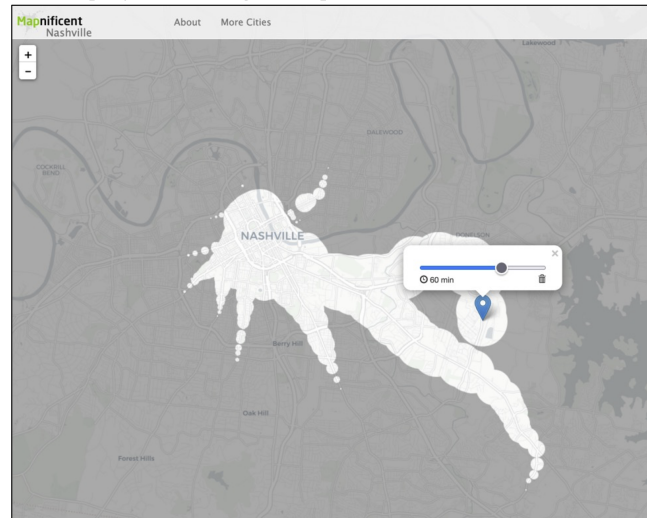 Mapnificent
Nashville
About
More Cities
+
-
Lakewood
DALEWOOD
COCKRILL
BEND
NASHVILLE
DONELSON
×
60 min
Berry Hill
Oak Hill
Forest Hills